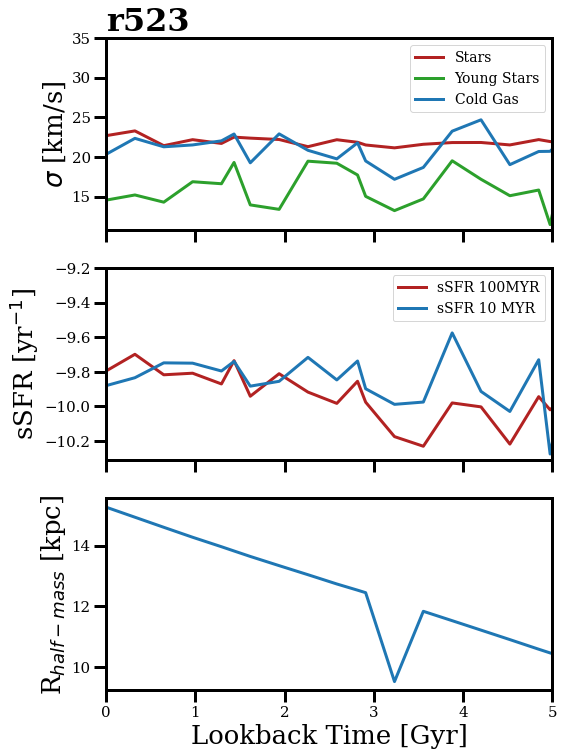 r523
35
30
25
20
15
σ [km/s]
Stars
Young Stars
Cold Gas
−9.2
−9.4
−9.6
−9.8
−10.0
−10.2
sSFR [yr⁻¹]
sSFR 100MYR
sSFR 10 MYR
14
12
10
R_half−mass [kpc]
0 1 2 3 4 5
Lookback Time [Gyr]